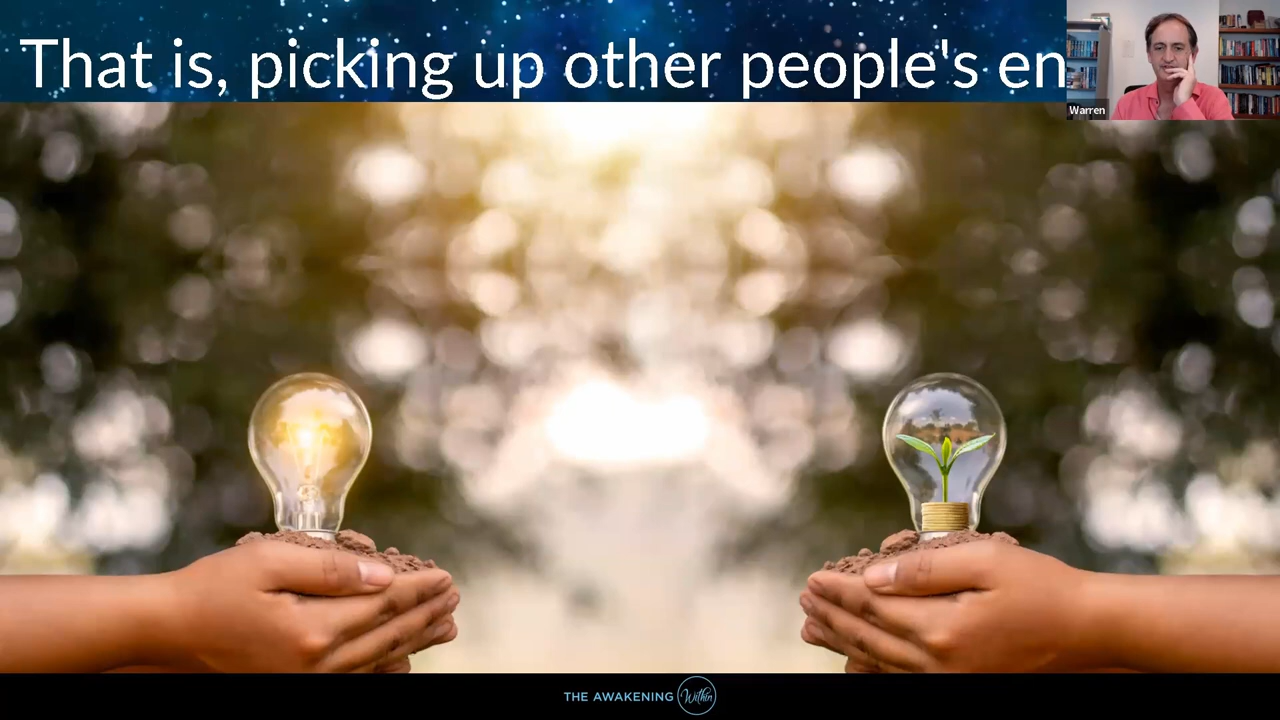 That is, picking up other people's en
Warren
THE AWAKENING Within